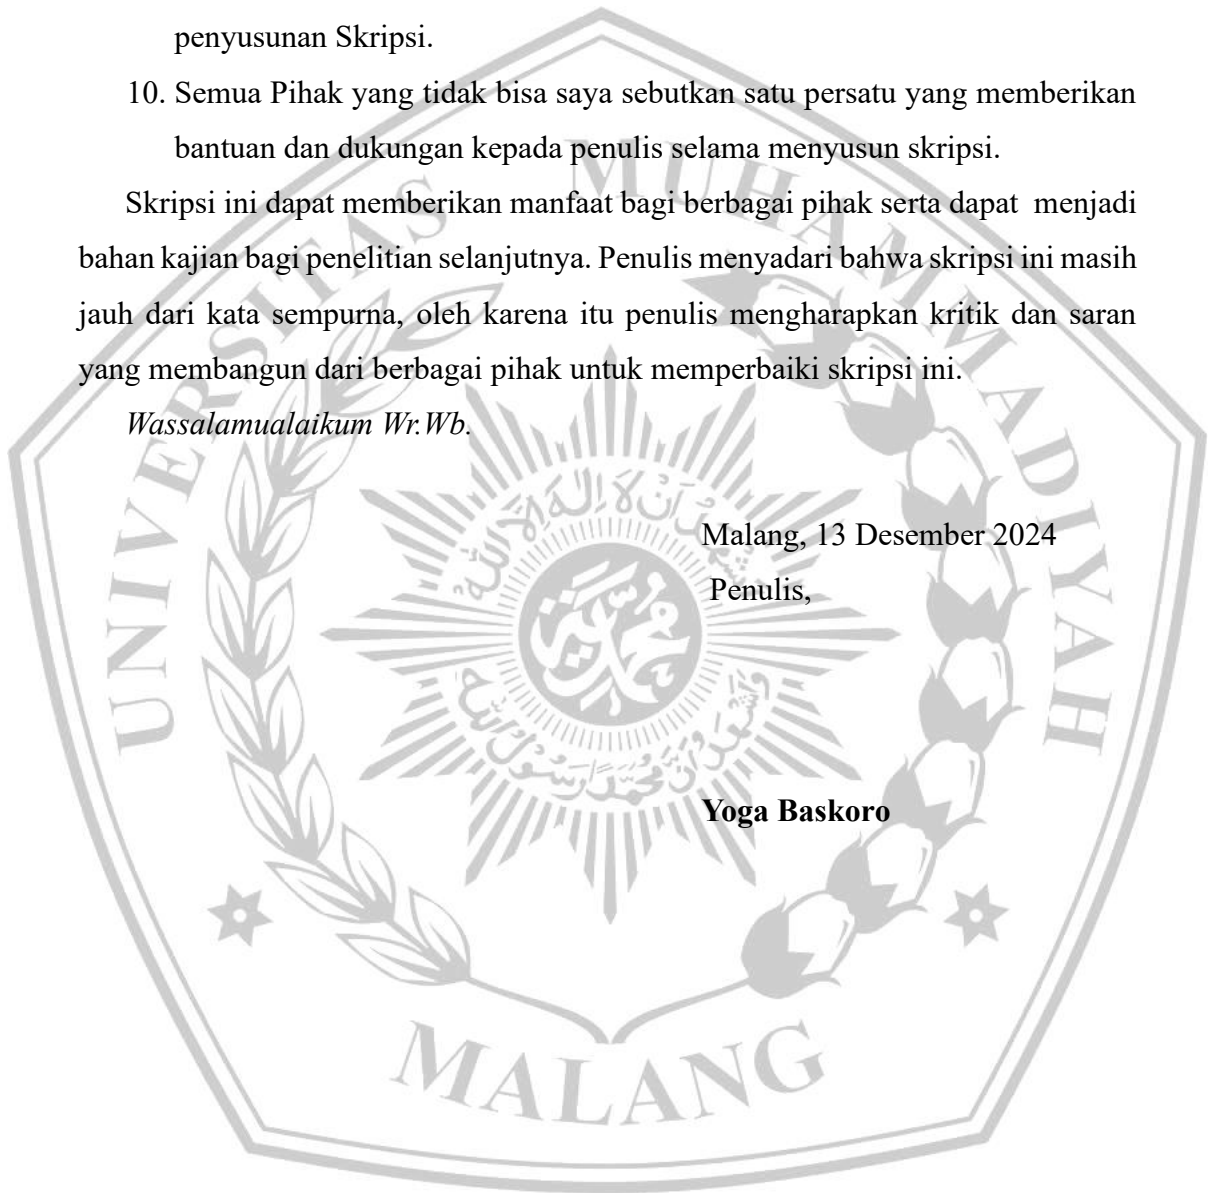 penyusunan Skripsi.
10. Semua Pihak yang tidak bisa saya sebutkan satu persatu yang memberikan
bantuan dan dukungan kepada penulis selama menyusun skripsi.
Skripsi ini dapat memberikan manfaat bagi berbagai pihak serta dapat  menjadi
bahan kajian bagi penelitian selanjutnya. Penulis menyadari bahwa skripsi ini masih
jauh dari kata sempurna, oleh karena itu penulis mengharapkan kritik dan saran
yang membangun dari berbagai pihak untuk memperbaiki skripsi ini.
Wassalamualaikum Wr.Wb.
Malang, 13 Desember 2024
Penulis,
Yoga Baskoro
UNIVERSITAS MUHAMMADIYAH
MALANG